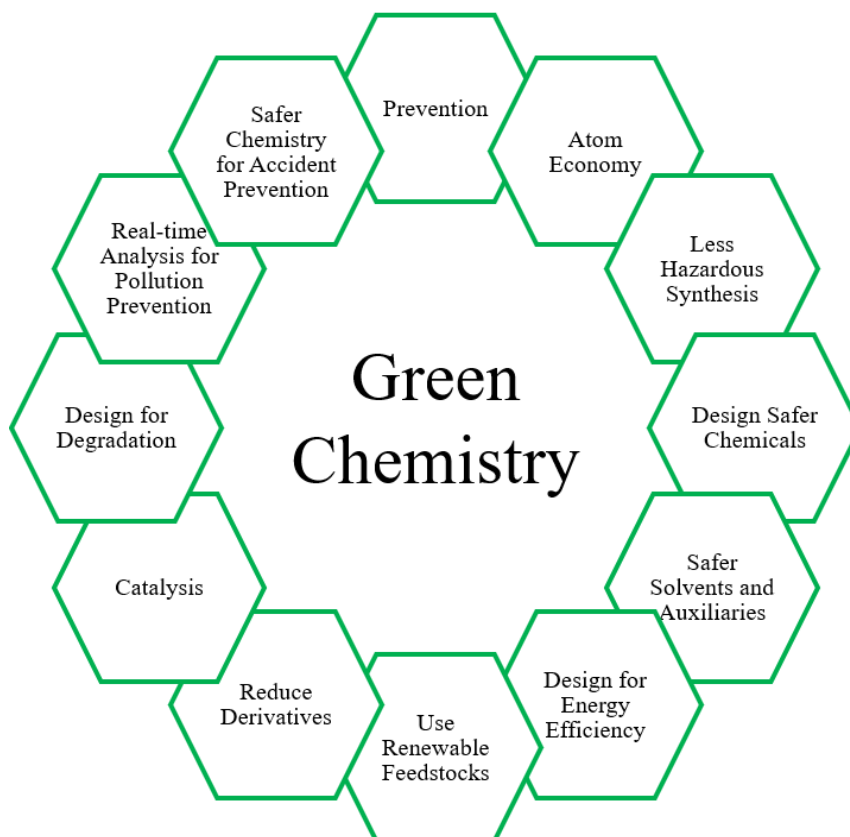 Prevention
Atom
Economy
Less
Hazardous
Synthesis
Design Safer
Chemicals
Safer
Solvents and
Auxiliaries
Design for
Energy
Efficiency
Use
Renewable
Feedstocks
Reduce
Derivatives
Catalysis
Design for
Degradation
Real-time
Analysis for
Pollution
Prevention
Safer
Chemistry
for Accident
Prevention
Green
Chemistry